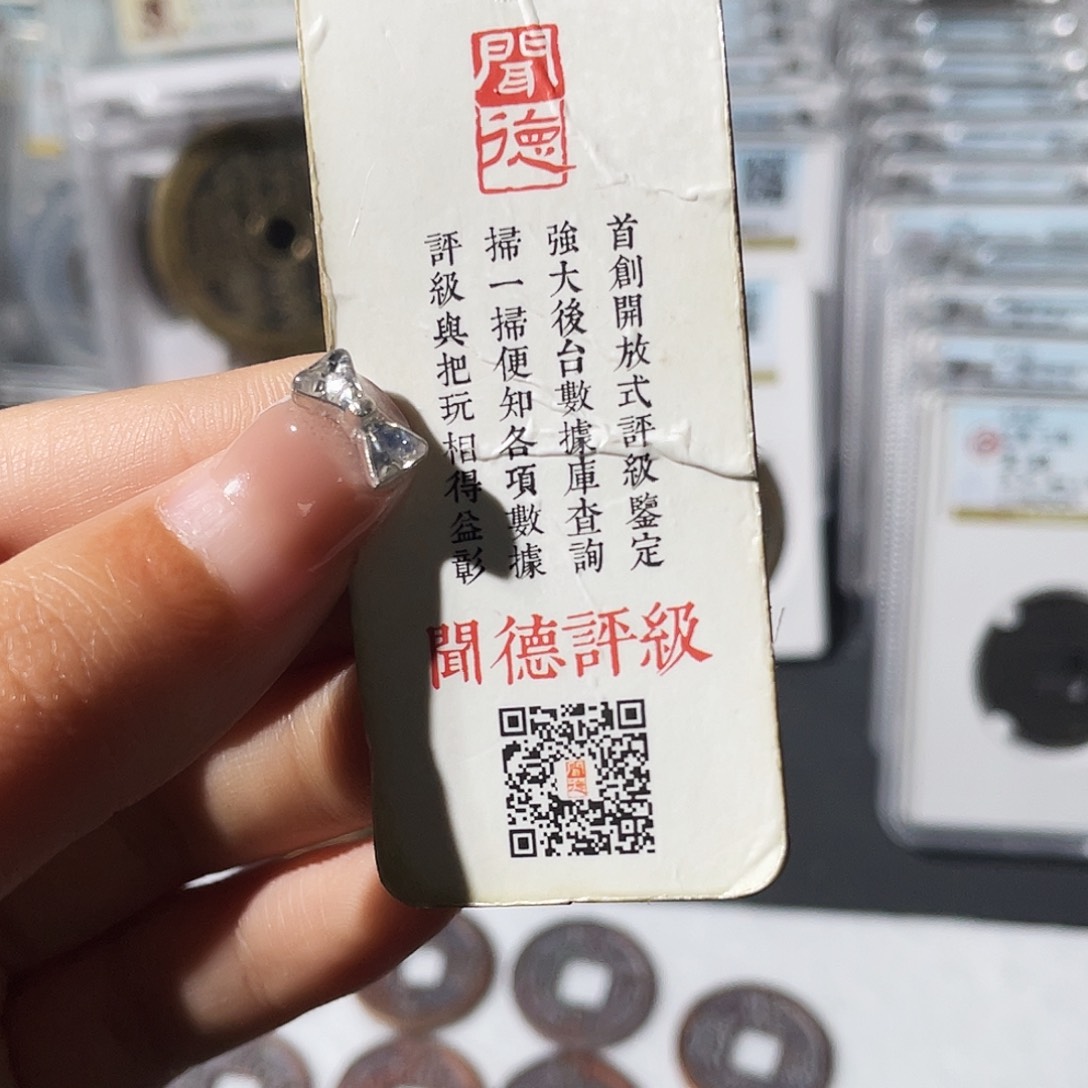 聞德
首創開放式評級鑒定
強大後台數據庫查詢
掃一掃便知各項數據
評級與把玩相得益彰
聞德評級
聞德